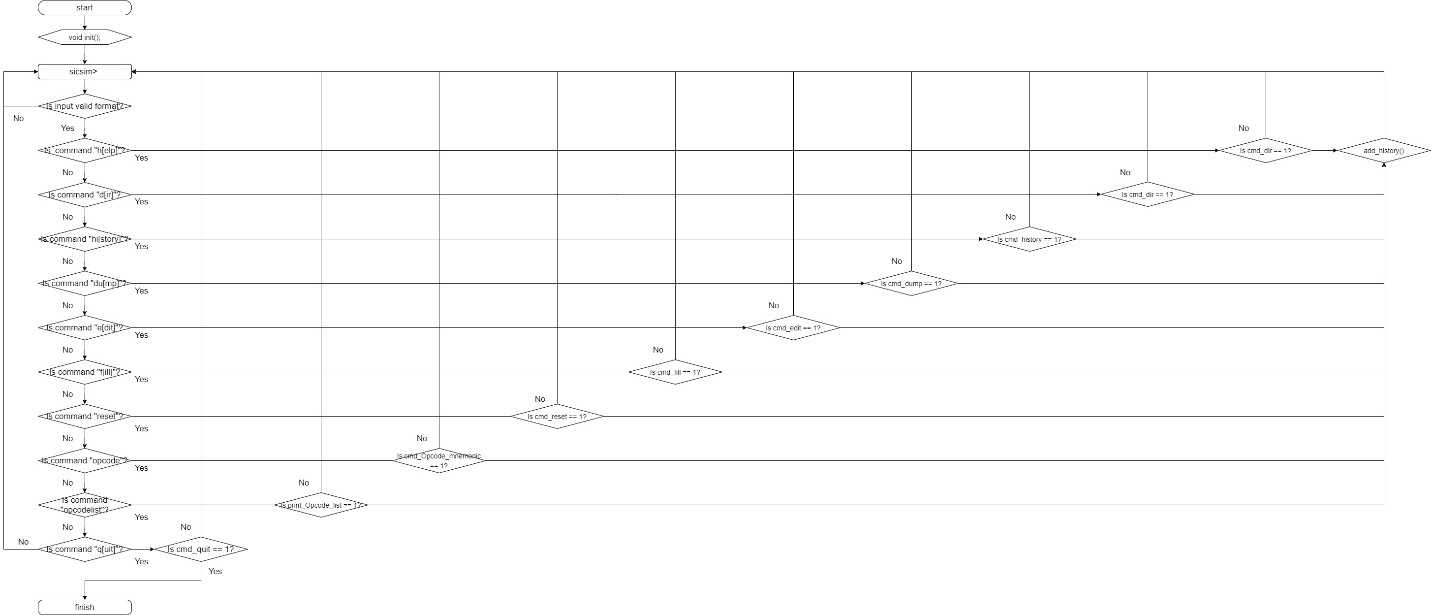 start
void init();
sicsim>
Is input valid format?
No
Yes
Is command "h[elp]"?
Yes
No
Is cmd_dir == 1?
add_history()
No
Is command "d[ir]"?
Yes
No
Is cmd_dir == 1?
No
Is command "hi[story]"?
Yes
No
Is cmd_history == 1?
No
Is command "du[mp]"?
Yes
No
Is cmd_dump == 1?
No
Is command "e[dit]"?
Yes
No
Is cmd_edit == 1?
No
Is command "f[ill]"?
Yes
No
Is cmd_fill == 1?
No
Is command "reset"?
Yes
No
Is cmd_reset == 1?
No
Is command "opcode"?
Yes
No
Is cmd_Opcode_mnemonic
== 1?
No
Is command
"opcodelist"?
Yes
No
Is print_Opcode_list == 1?
No
No
Is command "q[uit]"?
Yes
No
Is cmd_quit == 1?
Yes
finish